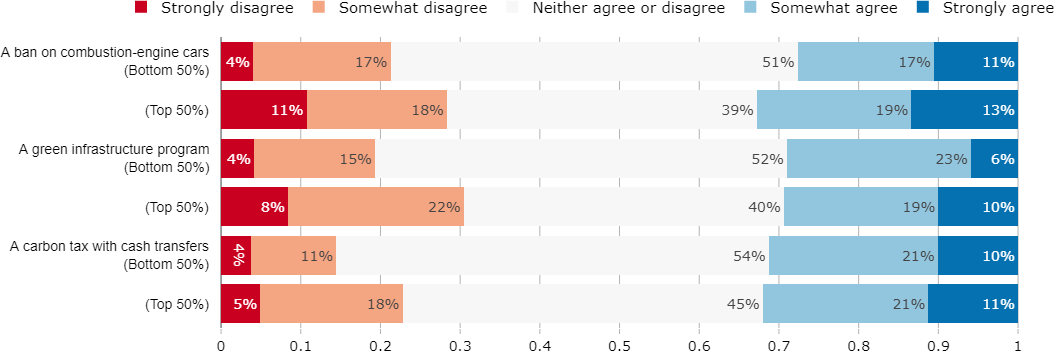 Strongly disagree Somewhat disagree Neither agree or disagree Somewhat agree Strongly agree
A ban on combustion-engine cars
(Bottom 50%)
4% 17% 51% 17% 11%
(Top 50%)
11% 18% 39% 19% 13%
A green infrastructure program
(Bottom 50%)
4% 15% 52% 23% 6%
(Top 50%)
8% 22% 40% 19% 10%
A carbon tax with cash transfers
(Bottom 50%)
4% 11% 54% 21% 10%
(Top 50%)
5% 18% 45% 21% 11%
0 0.1 0.2 0.3 0.4 0.5 0.6 0.7 0.8 0.9 1